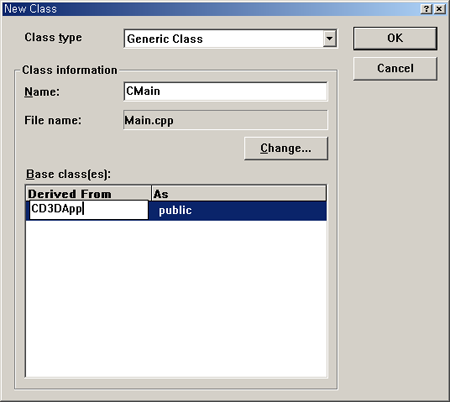 New Class
Class type
Generic Class
OK
Cancel
Class information
Name:
CMain
File name:
Main.cpp
Change...
Base class(es):
Derived From As
CD3DApp public